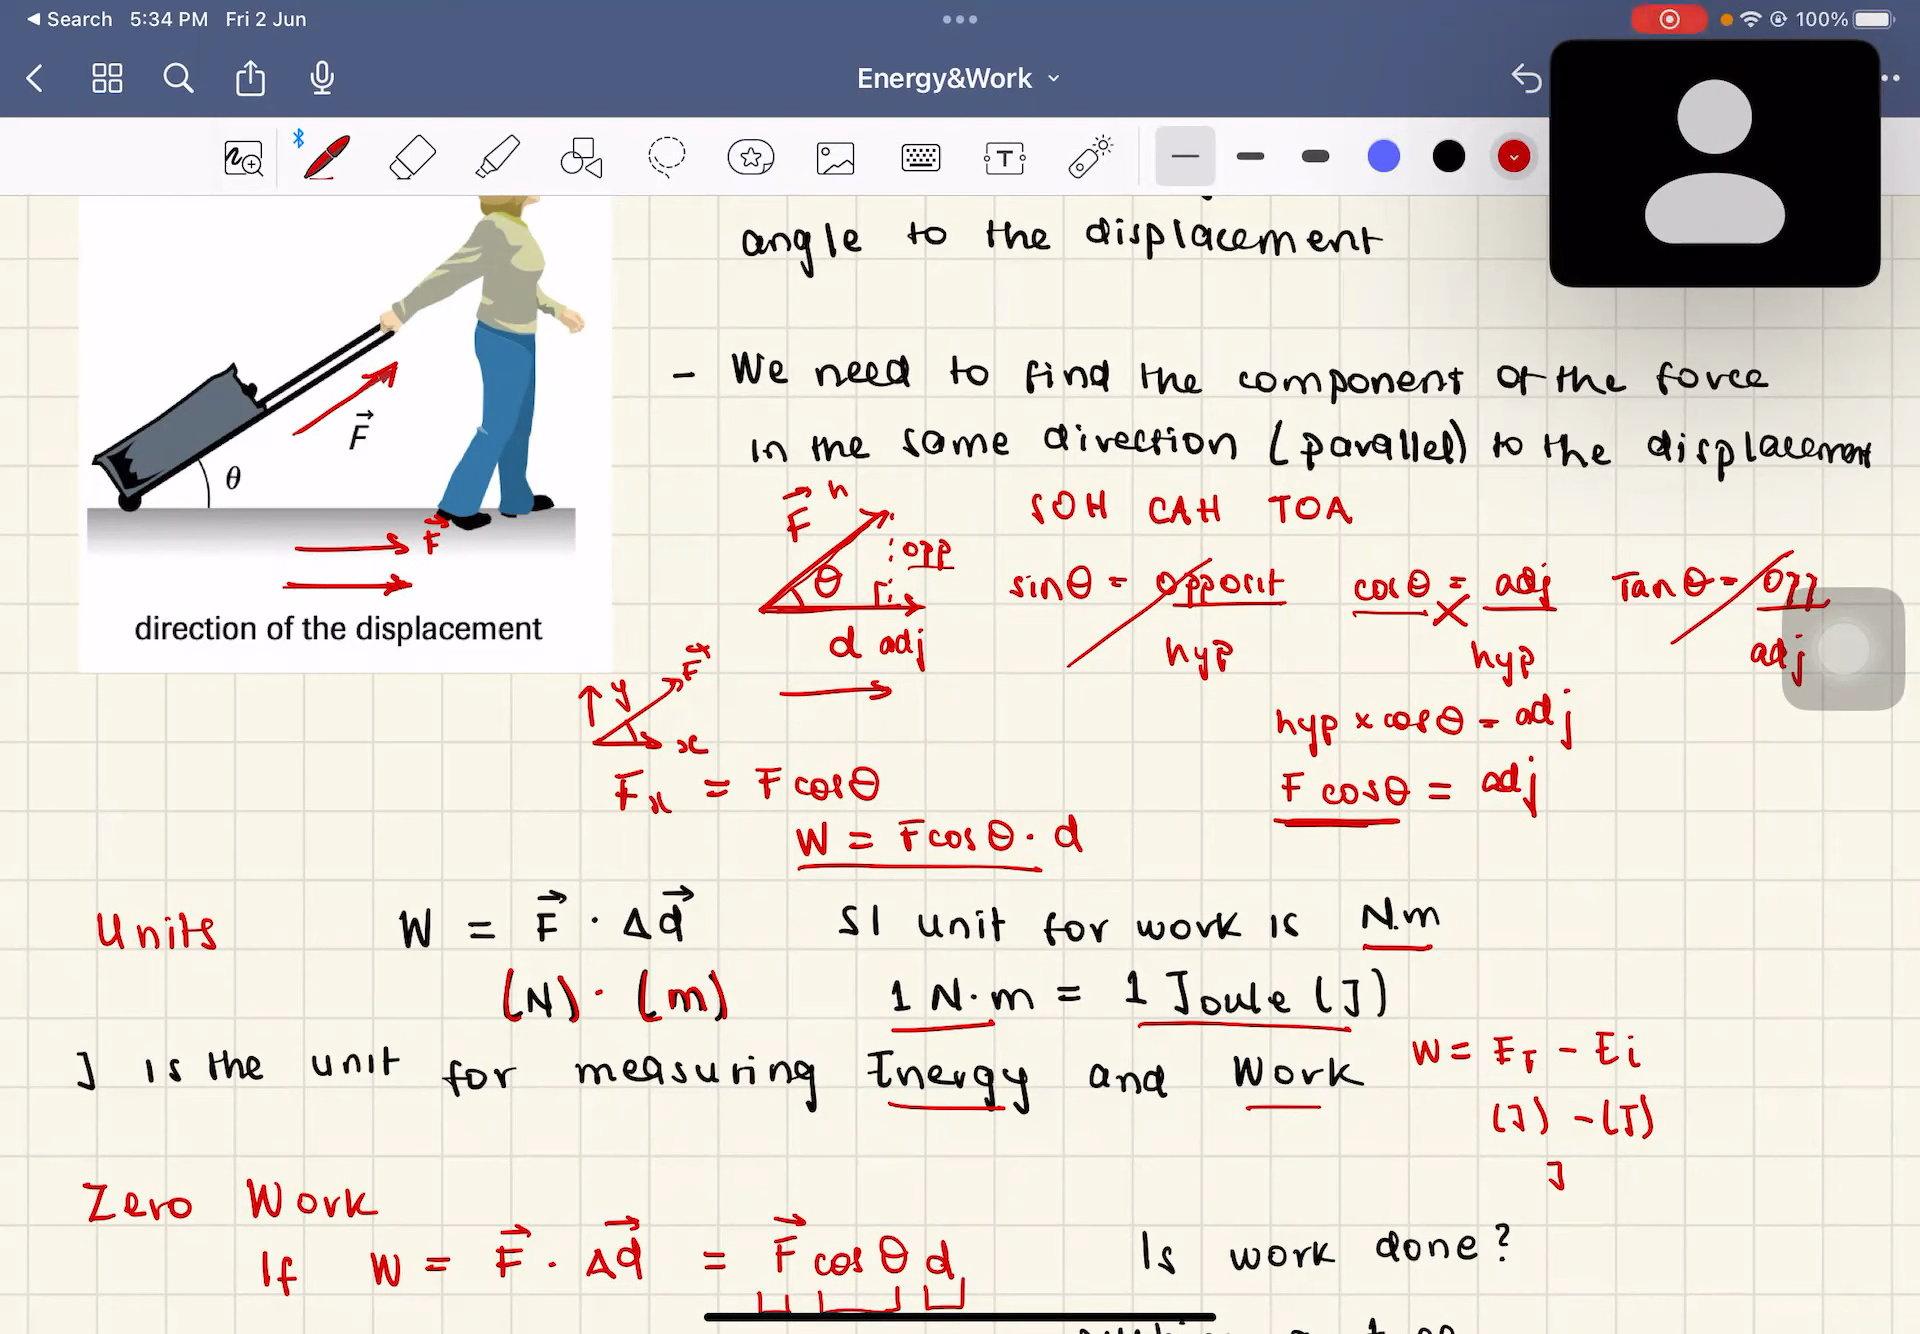 Search 5:34 PM Fri 2 Jun
100%
Energy&Work
angle to the displacement
- We need to find the component of the force
in the same direction (parallel) to the displacement
F
θ
F
direction of the displacement
F h
θ
opp
d adj
SOH CAH TOA
sinθ = opposit
hyp
cosθ = adj
hyp
Tanθ = opp
adj
hyp x cosθ = adj
F cosθ = adj
y F
x
Fx = F cosθ
W = Fcosθ · d
Units W = F · Δd SI unit for work is N.m
(N) · (m) 1 N·m = 1 Joule (J)
J is the unit for measuring Energy and Work
W = Ef - Ei
(J) - (J)
J
Zero Work
If W = F · Δd = F cosθ d
Is work done?